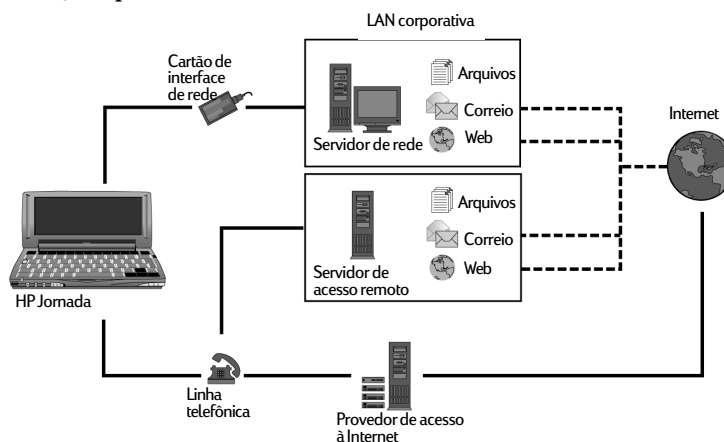 LAN corporativa
Cartão de
interface
de rede
Arquivos
Correio
Web
Servidor de rede
Internet
Arquivos
Correio
Web
Servidor de
acesso remoto
HP Jornada
Linha
telefônica
Provedor de acesso
à Internet